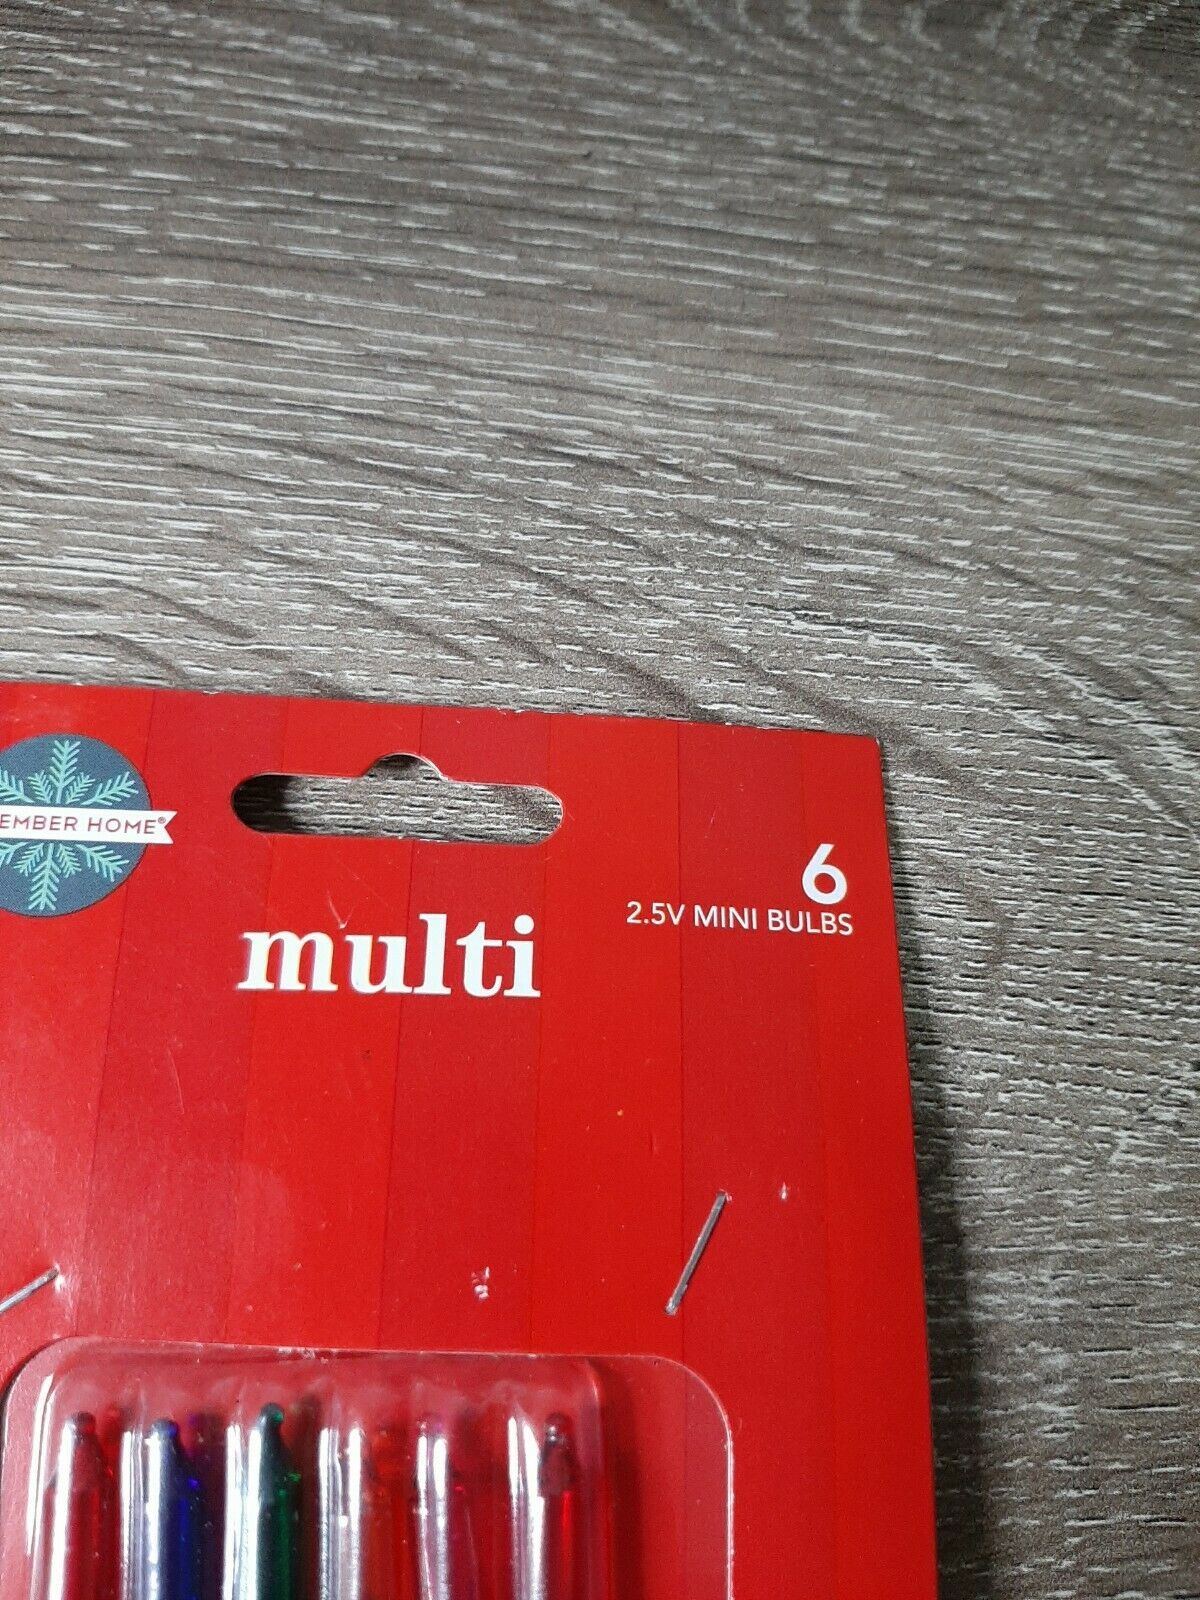 EMBER HOME®
6
2.5V MINI BULBS
multi